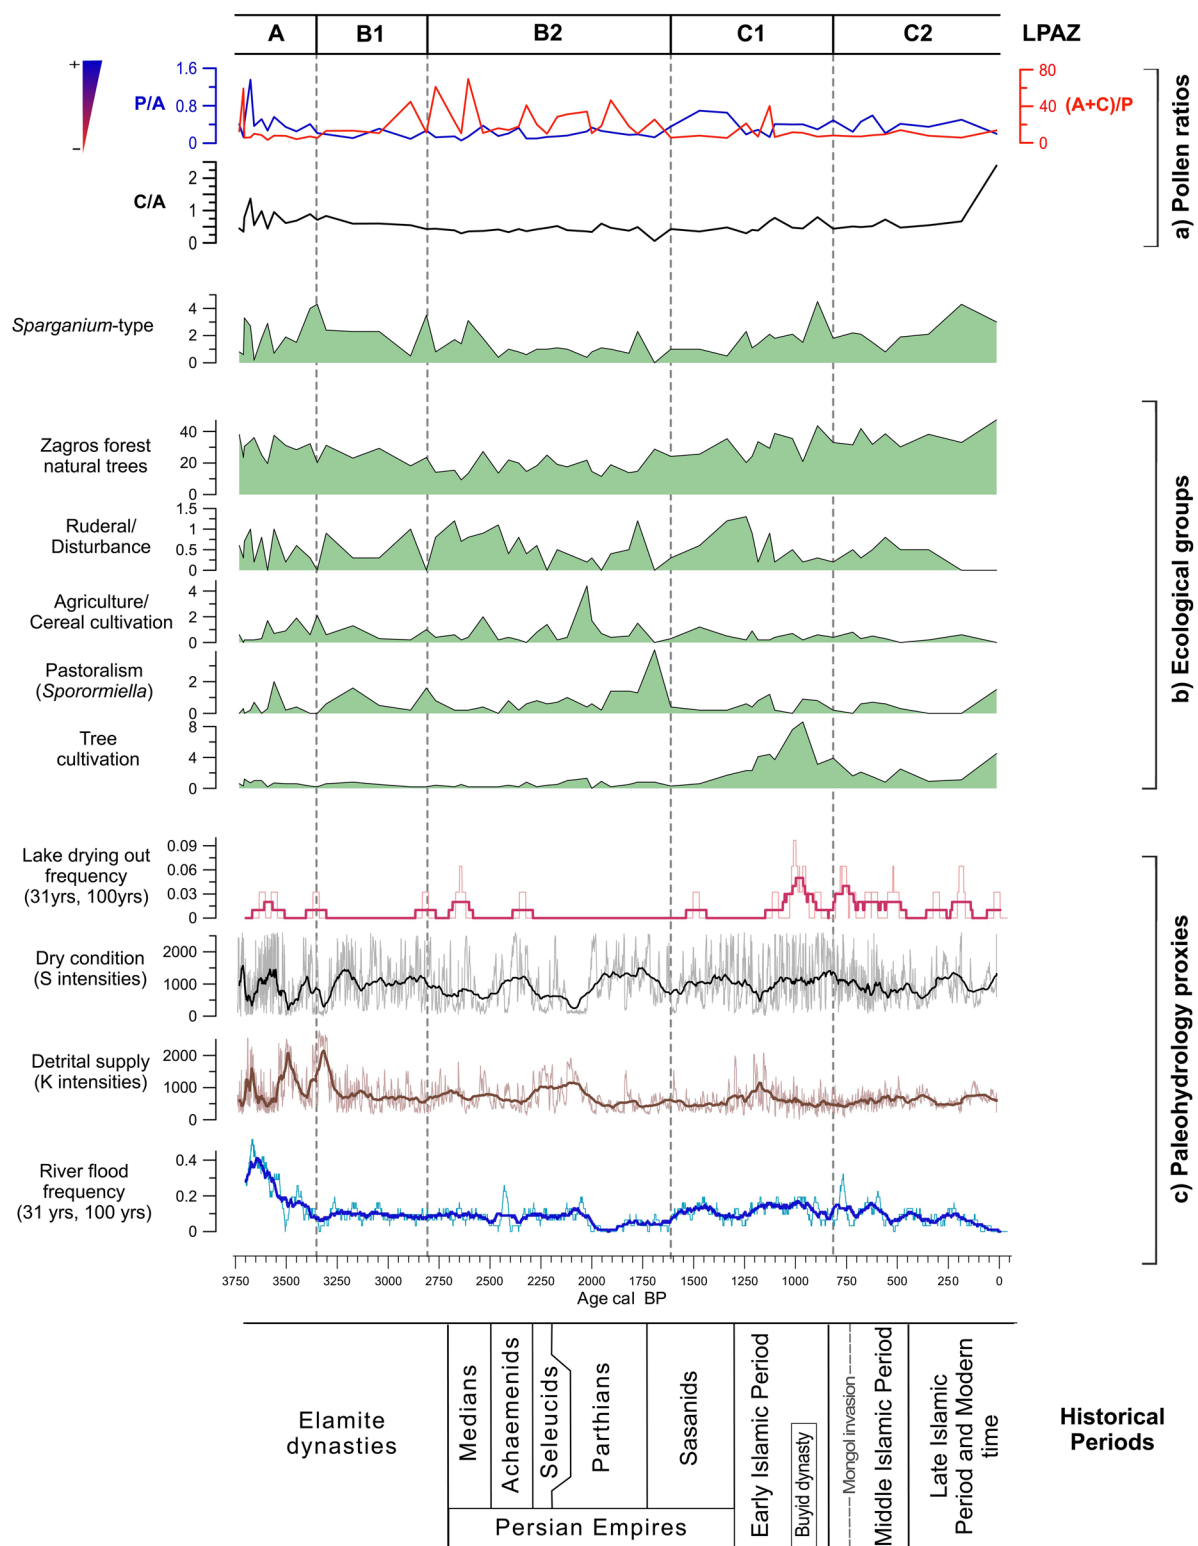 A B1 B2 C1 C2 LPAZ
+
−
P/A
1.6
0.8
0
80
40
0
(A+C)/P
C/A
2
1
0
a) Pollen ratios
Sparganium-type
4
2
0
Zagros forest
natural trees
40
20
0
Ruderal/
Disturbance
1.5
1
0.5
0
Agriculture/
Cereal cultivation
4
2
0
Pastoralism
(Sporormiella)
2
0
Tree
cultivation
8
4
0
b) Ecological groups
Lake drying out
frequency
(31yrs, 100yrs)
0.09
0.06
0.03
0
Dry condition
(S intensities)
2000
1000
0
Detrital supply
(K intensities)
2000
1000
0
River flood
frequency
(31 yrs, 100 yrs)
0.4
0.2
0
c) Paleohydrology proxies
3750 3500 3250 3000 2750 2500 2250 2000 1750 1500 1250 1000 750 500 250 0
Age cal BP
Elamite
dynasties
Medians
Achaemenids
Seleucids
Parthians
Sasanids
Persian Empires
Early Islamic Period
Buyid dynasty
Mongol invasion
Middle Islamic Period
Late Islamic
Period and Modern
time
Historical
Periods